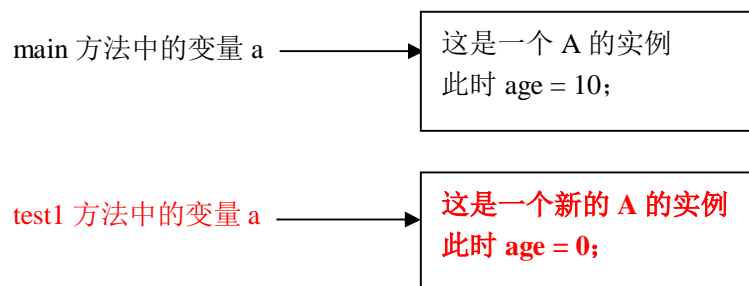 main 方法中的变量 a
这是一个 A 的实例
此时 age = 10；
test1 方法中的变量 a
这是一个新的 A 的实例
此时 age = 0；